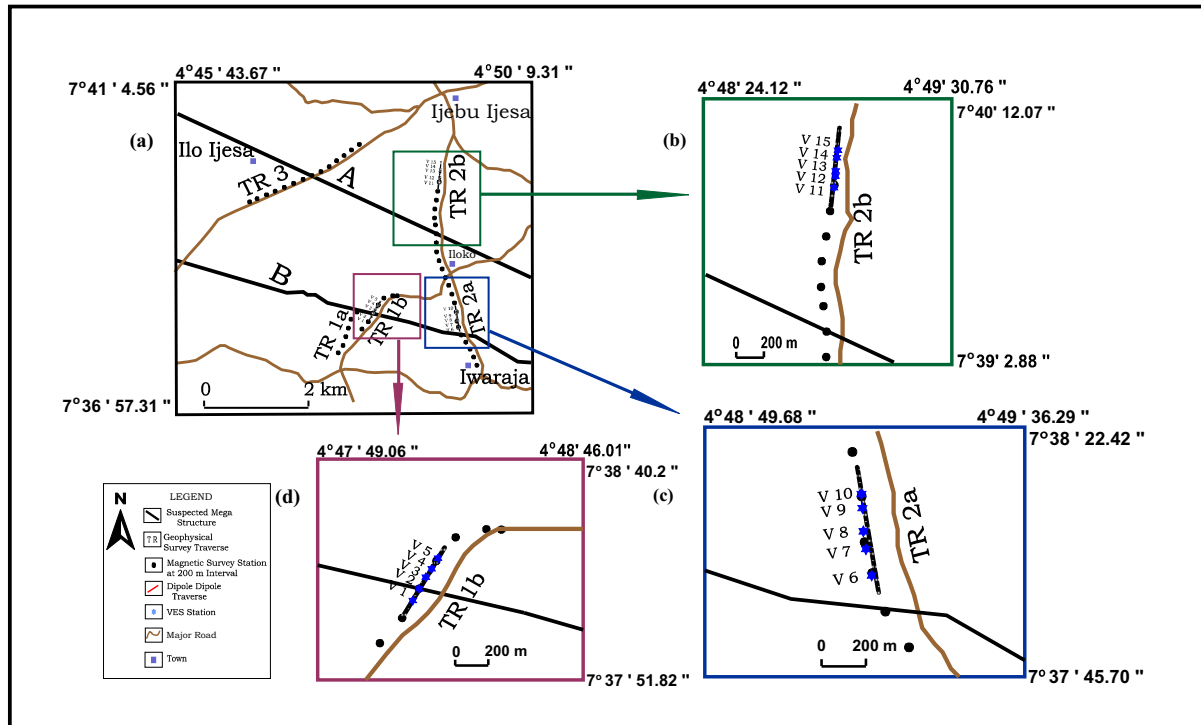 4°45 ' 43.67 "
4°50 ' 9.31 "
7°41 ' 4.56 "
(a)
Ijebu Ijesa
Ilo Ijesa
TR 3
A
V 15
V 14
V 13
V 12
V 11
TR 2b
Iloko
B
TR 1a
TR 1b
TR 2a
Iwaraja
0 2 km
7°36 ' 57.31 "
4°48 ' 24.12 "
4°49 ' 30.76 "
7°40 ' 12.07 "
(b)
V 15
V 14
V 13
V 12
V 11
TR 2b
0 200 m
7°39 ' 2.88 "
4°48 ' 49.68 "
4°49 ' 36.29 "
7°38 ' 22.42 "
(c)
V 10
V 9
V 8
V 7
V 6
TR 2a
0 200 m
7°37 ' 45.70 "
4°47 ' 49.06 "
4°48 ' 46.01"
7°38 ' 40.2 "
(d)
V 5
V 4
V 3
V 2
V 1
TR 1b
0 200 m
7°37 ' 51.82 "
N
LEGEND
Suspected Mega
Structure
TR
Geophysical
Survey Traverse
Magnetic Survey Station
at 200 m Interval
Dipole Dipole
Traverse
VES Station
Major Road
Town